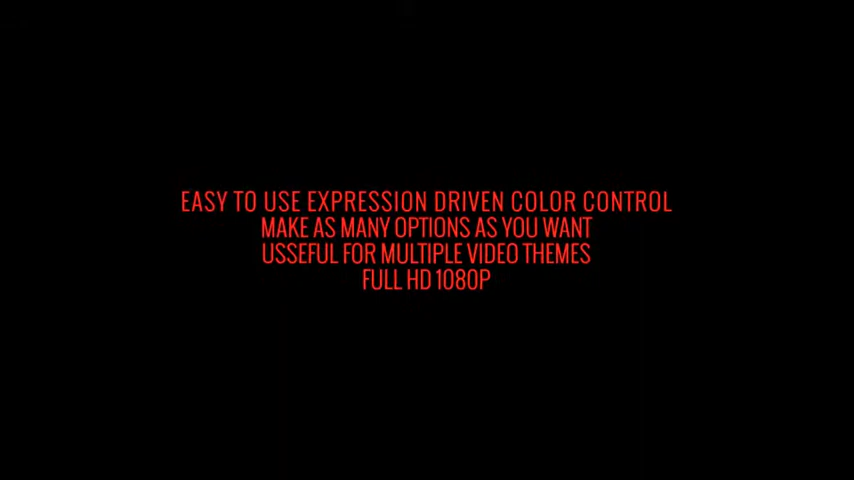 EASY TO USE EXPRESSION DRIVEN COLOR CONTROL
MAKE AS MANY OPTIONS AS YOU WANT
USSEFUL FOR MULTIPLE VIDEO THEMES
FULL HD 1080P